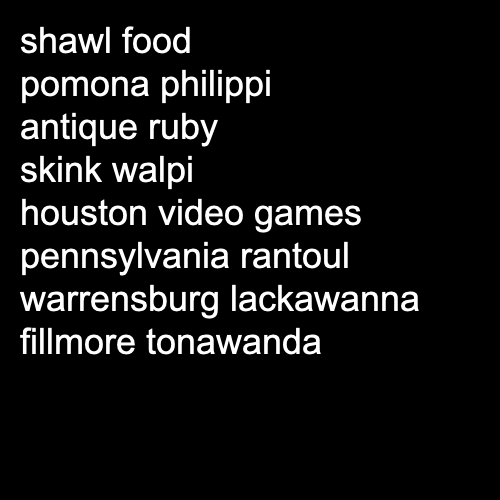 shawl food
pomona philippi
antique ruby
skink walpi
houston video games
pennsylvania rantoul
warrensburg lackawanna
fillmore tonawanda